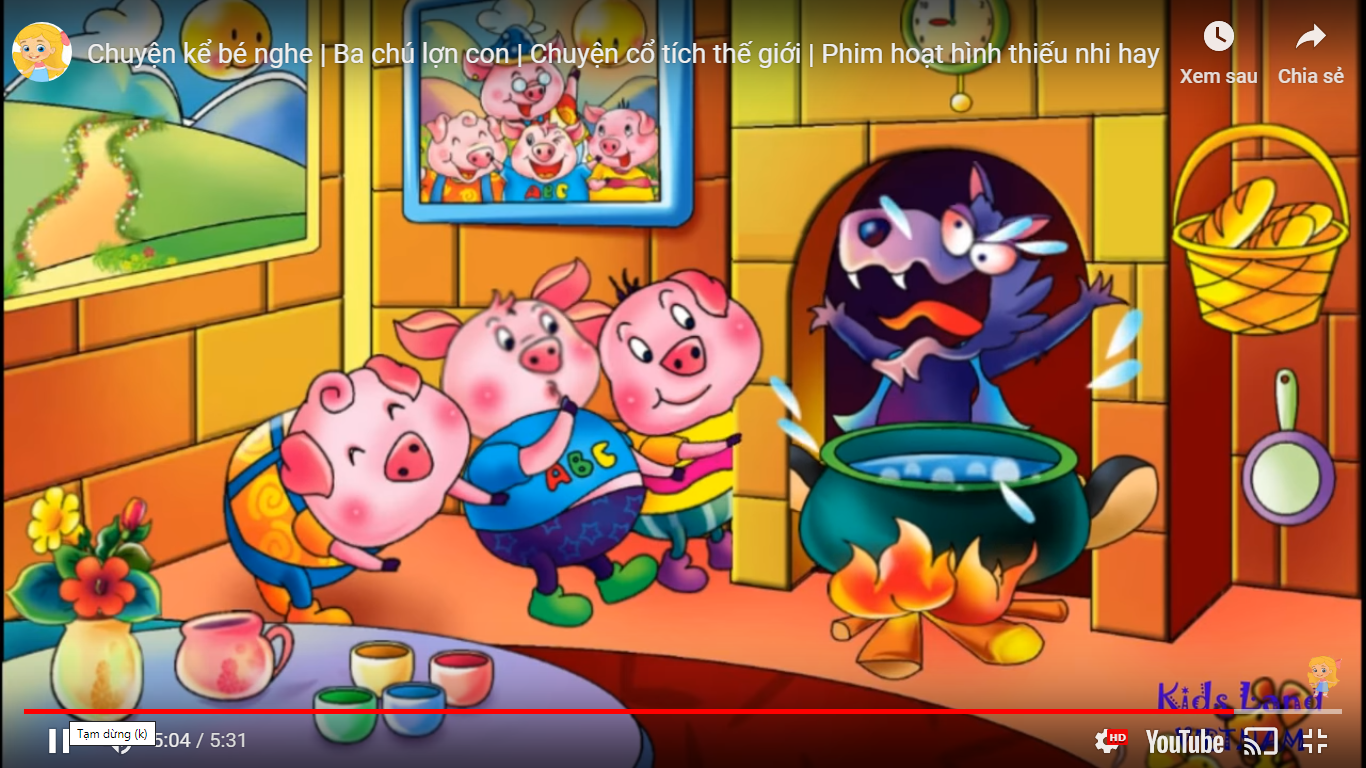 Chuyện kể bé nghe | Ba chú lợn con | Chuyện cổ tích thế giới | Phim hoạt hình thiếu nhi hay
Xem sau
Chia sẻ
ABC
ABC
Kids Land
Tạm dừng (k)
5:04 / 5:31
HD
YouTube